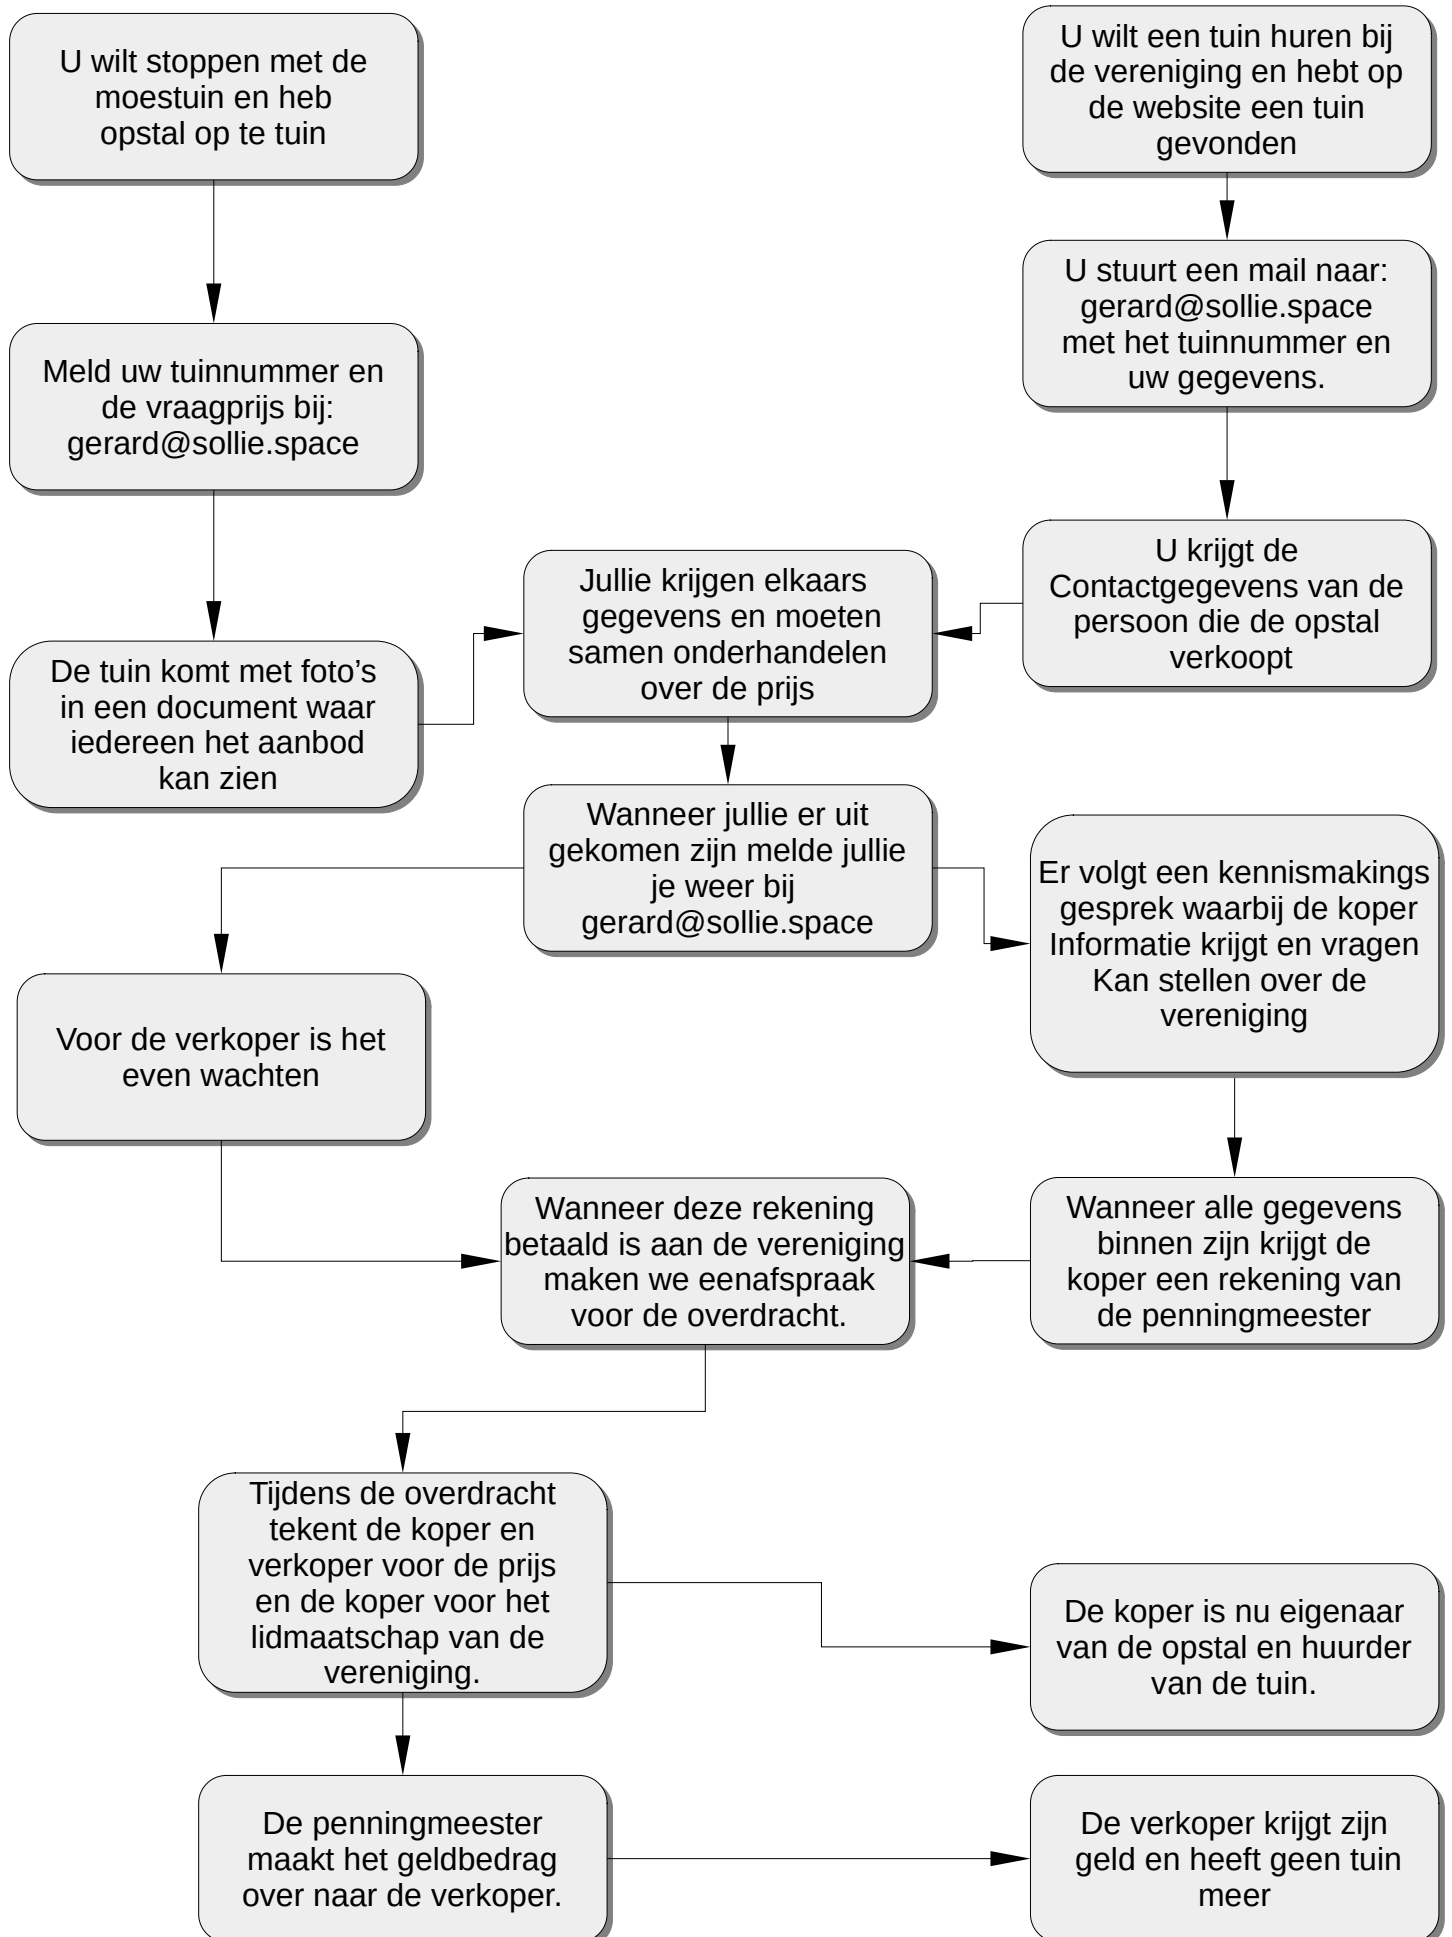 U wilt stoppen met de
moestuin en heb
opstal op te tuin
U wilt een tuin huren bij
de vereniging en hebt op
de website een tuin
gevonden
U stuurt een mail naar:
gerard@sollie.space
met het tuinnummer en
uw gegevens.
Meld uw tuinnummer en
de vraagprijs bij:
gerard@sollie.space
U krijgt de
Contactgegevens van de
persoon die de opstal
verkoopt
Jullie krijgen elkaars
gegevens en moeten
samen onderhandelen
over de prijs
De tuin komt met foto’s
in een document waar
iedereen het aanbod
kan zien
Wanneer jullie er uit
gekomen zijn melde jullie
je weer bij
gerard@sollie.space
Er volgt een kennismakings
gesprek waarbij de koper
Informatie krijgt en vragen
Kan stellen over de
vereniging
Voor de verkoper is het
even wachten
Wanneer deze rekening
betaald is aan de vereniging
maken we eenafspraak
voor de overdracht.
Wanneer alle gegevens
binnen zijn krijgt de
koper een rekening van
de penningmeester
Tijdens de overdracht
tekent de koper en
verkoper voor de prijs
en de koper voor het
lidmaatschap van de
vereniging.
De koper is nu eigenaar
van de opstal en huurder
van de tuin.
De penningmeester
maakt het geldbedrag
over naar de verkoper.
De verkoper krijgt zijn
geld en heeft geen tuin
meer